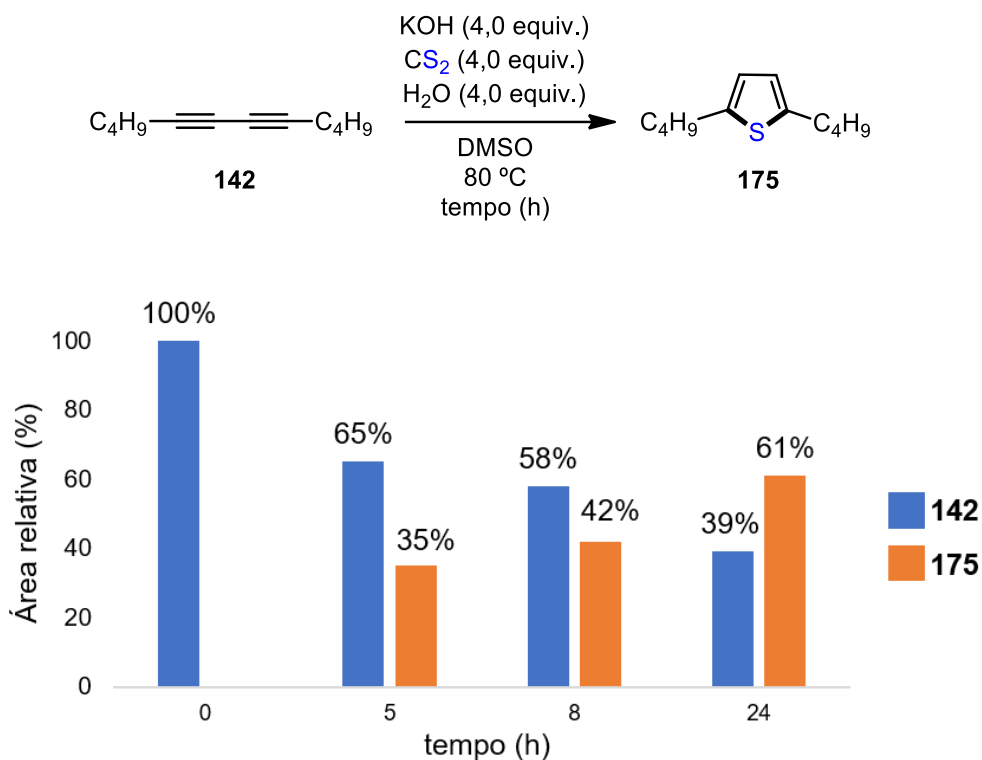 KOH (4,0 equiv.)
CS₂ (4,0 equiv.)
H₂O (4,0 equiv.)
C₄H₉ C₄H₉
DMSO
80 ºC
tempo (h)
142
C₄H₉ S C₄H₉
175
Área relativa (%)
100
80
60
40
20
0
100%
65%
35%
58%
42%
39%
61%
0 5 8 24
tempo (h)
142
175